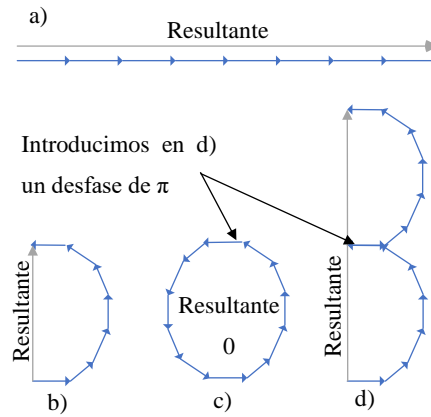 a)
Resultante
Introducimos en d)
un desfase de π
Resultante
Resultante
0
Resultante
b)
c)
d)